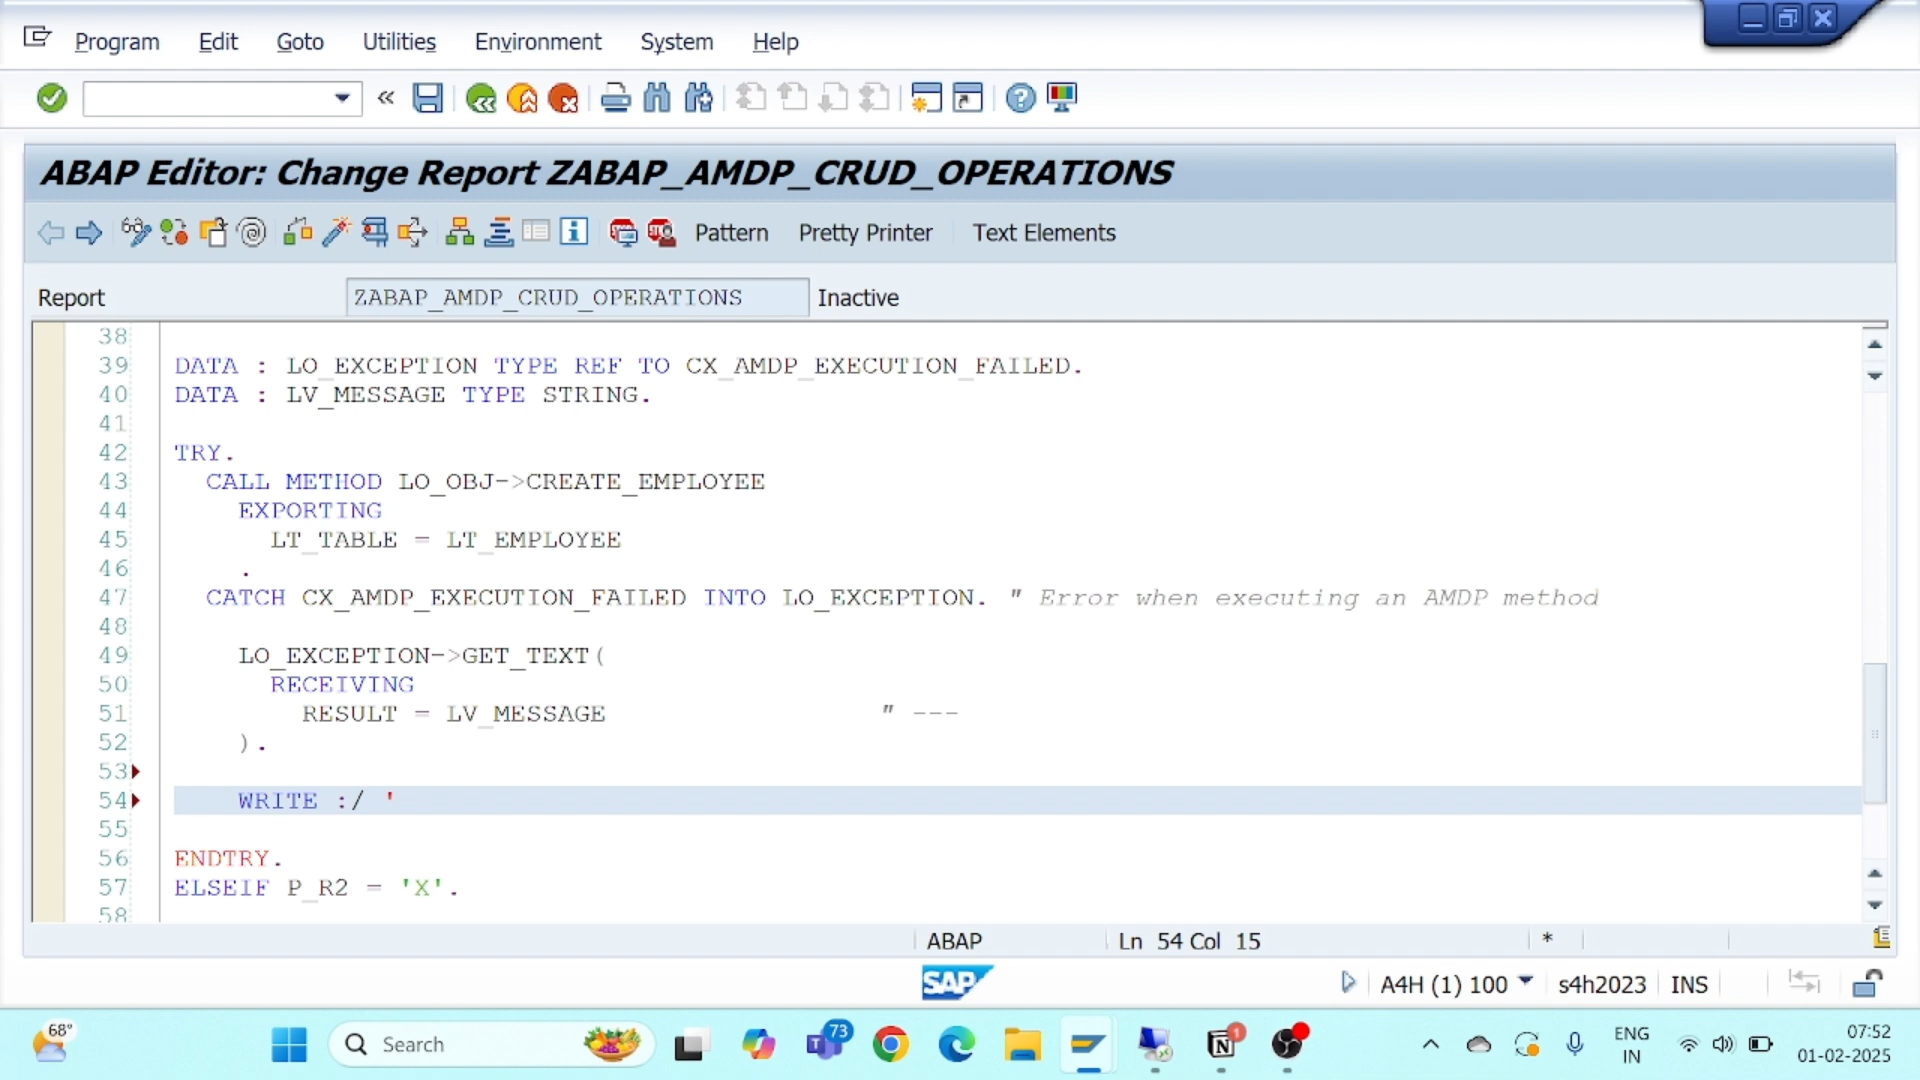 Program Edit Goto Utilities Environment System Help
ABAP Editor: Change Report ZABAP_AMDP_CRUD_OPERATIONS
Pattern Pretty Printer Text Elements
Report ZABAP_AMDP_CRUD_OPERATIONS Inactive
38
39 DATA : LO_EXCEPTION TYPE REF TO CX_AMDP_EXECUTION_FAILED.
40 DATA : LV_MESSAGE TYPE STRING.
41
42 TRY.
43 CALL METHOD LO_OBJ->CREATE_EMPLOYEE
44 EXPORTING
45 LT_TABLE = LT_EMPLOYEE
46 .
47 CATCH CX_AMDP_EXECUTION_FAILED INTO LO_EXCEPTION. " Error when executing an AMDP method
48
49 LO_EXCEPTION->GET_TEXT(
50 RECEIVING
51 RESULT = LV_MESSAGE " ---
52 ).
53
54 WRITE :/ '
55
56 ENDTRY.
57 ELSEIF P_R2 = 'X'.
58
ABAP Ln 54 Col 15 *
SAP A4H (1) 100 s4h2023 INS
68° Search 73 1 ENG 07:52
IN 01-02-2025